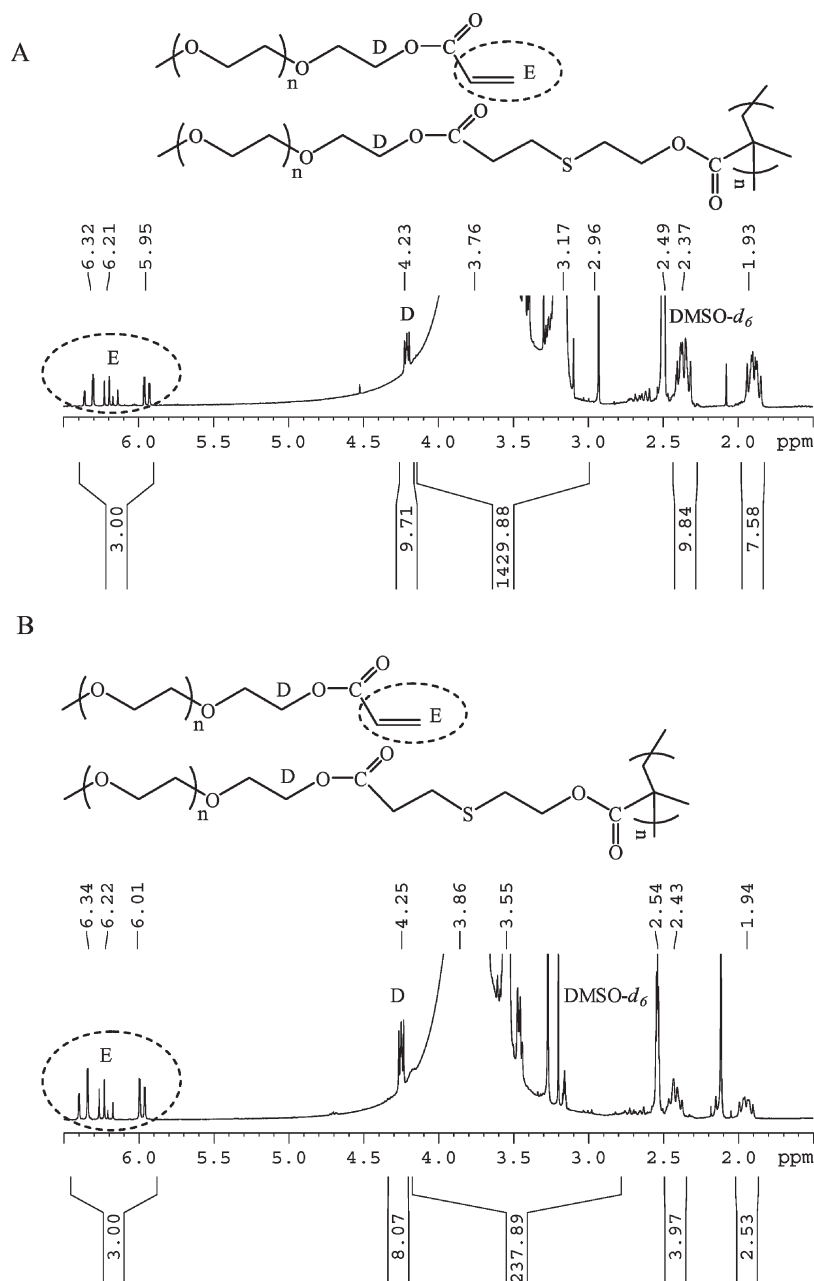 A
O
D
O C
O
O
n
E
O
D
O C
O
O
n
S
O
C
O
n
6.32
6.21
5.95
4.23
3.76
3.17
2.96
2.49
2.37
1.93
D
DMSO-d6
E
6.0 5.5 5.0 4.5 4.0 3.5 3.0 2.5 2.0 ppm
3.00
9.71
1429.88
9.84
7.58
B
O
D
O C
O
O
n
E
O
D
O C
O
O
n
S
O
C
O
n
6.34
6.22
6.01
4.25
3.86
3.55
2.54
2.43
1.94
D
DMSO-d6
E
6.0 5.5 5.0 4.5 4.0 3.5 3.0 2.5 2.0 ppm
3.00
8.07
237.89
3.97
2.53